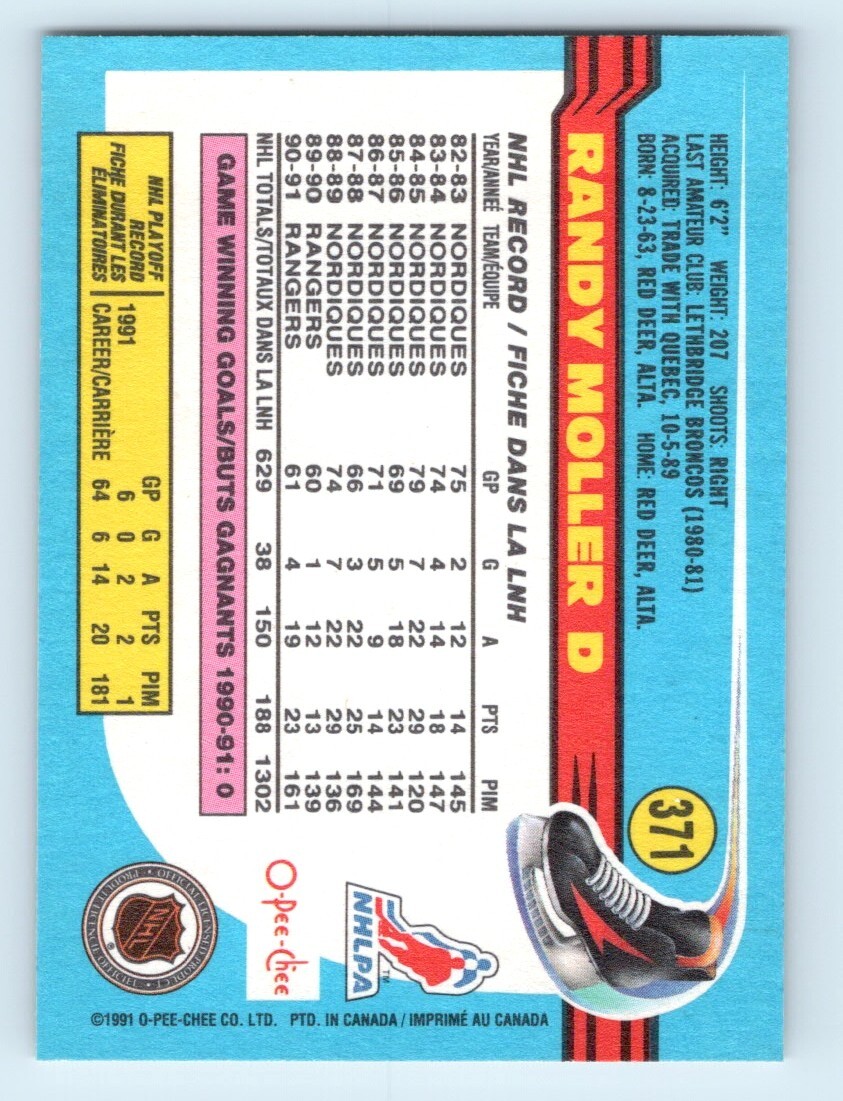 371
HEIGHT: 6'2" WEIGHT: 207 SHOOTS: RIGHT
LAST AMATEUR CLUB: LETHBRIDGE BRONCOS (1980-81)
ACQUIRED: TRADE WITH QUEBEC, 10-5-89
BORN: 8-23-63, RED DEER, ALTA. HOME: RED DEER, ALTA.
RANDY MOLLER D
NHL RECORD / FICHE DANS LA LNH
YEAR/ANNÉE TEAM/ÉQUIPE GP G A PTS PIM
82-83 NORDIQUES 75 2 12 14 145
83-84 NORDIQUES 74 4 14 18 147
84-85 NORDIQUES 79 7 22 29 120
85-86 NORDIQUES 69 5 18 23 141
86-87 NORDIQUES 71 5 9 14 144
87-88 NORDIQUES 66 3 22 25 169
88-89 NORDIQUES 74 7 22 29 136
89-90 RANGERS 60 1 12 13 139
90-91 RANGERS 61 4 19 23 161
NHL TOTALS/TOTAUX DANS LA LNH 629 38 150 188 1302
GAME WINNING GOALS/BUTS GAGNANTS 1990-91: 0
NHL PLAYOFF
RECORD
FICHE DURANT LES
ÉLIMINATOIRES
GP G A PTS PIM
1991 6 0 2 2 1
CAREER/CARRIÈRE 64 6 14 20 181
NHLPA
TM
O-Pee-Chee
NHL
OFFICIAL LICENSED PRODUCT
PRODUIT LICENCIÉ OFFICIEL
®
©1991 O-PEE-CHEE CO. LTD. PTD. IN CANADA / IMPRIMÉ AU CANADA